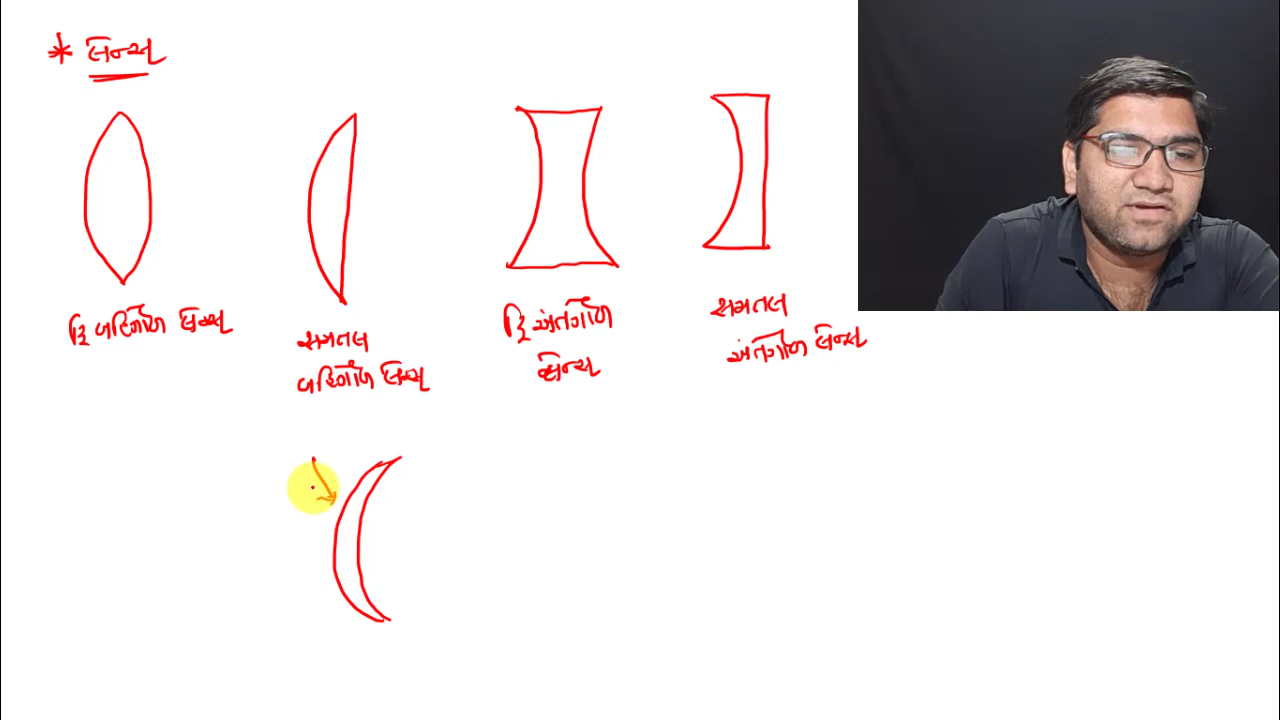 * લેન્સ
દ્વિ બહિર્ગોળ લેન્સ
સમતલ
બહિર્ગોળ લેન્સ
દ્વિ અંતર્ગોળ
લેન્સ
સમતલ
અંતર્ગોળ લેન્સ